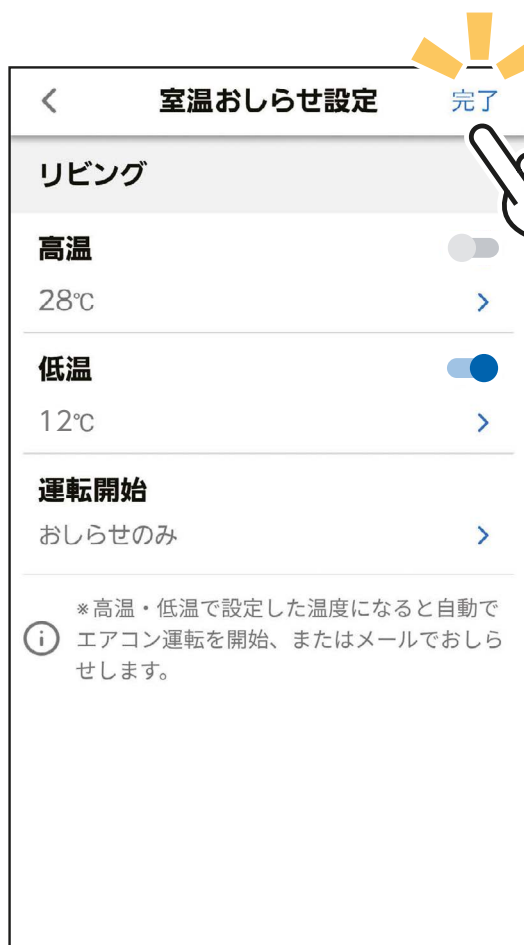 室温おしらせ設定 完了
リビング
高温
28℃
低温
12℃
運転開始
おしらせのみ
※高温・低温で設定した温度になると自動で
エアコン運転を開始、またはメールでおしら
せします。